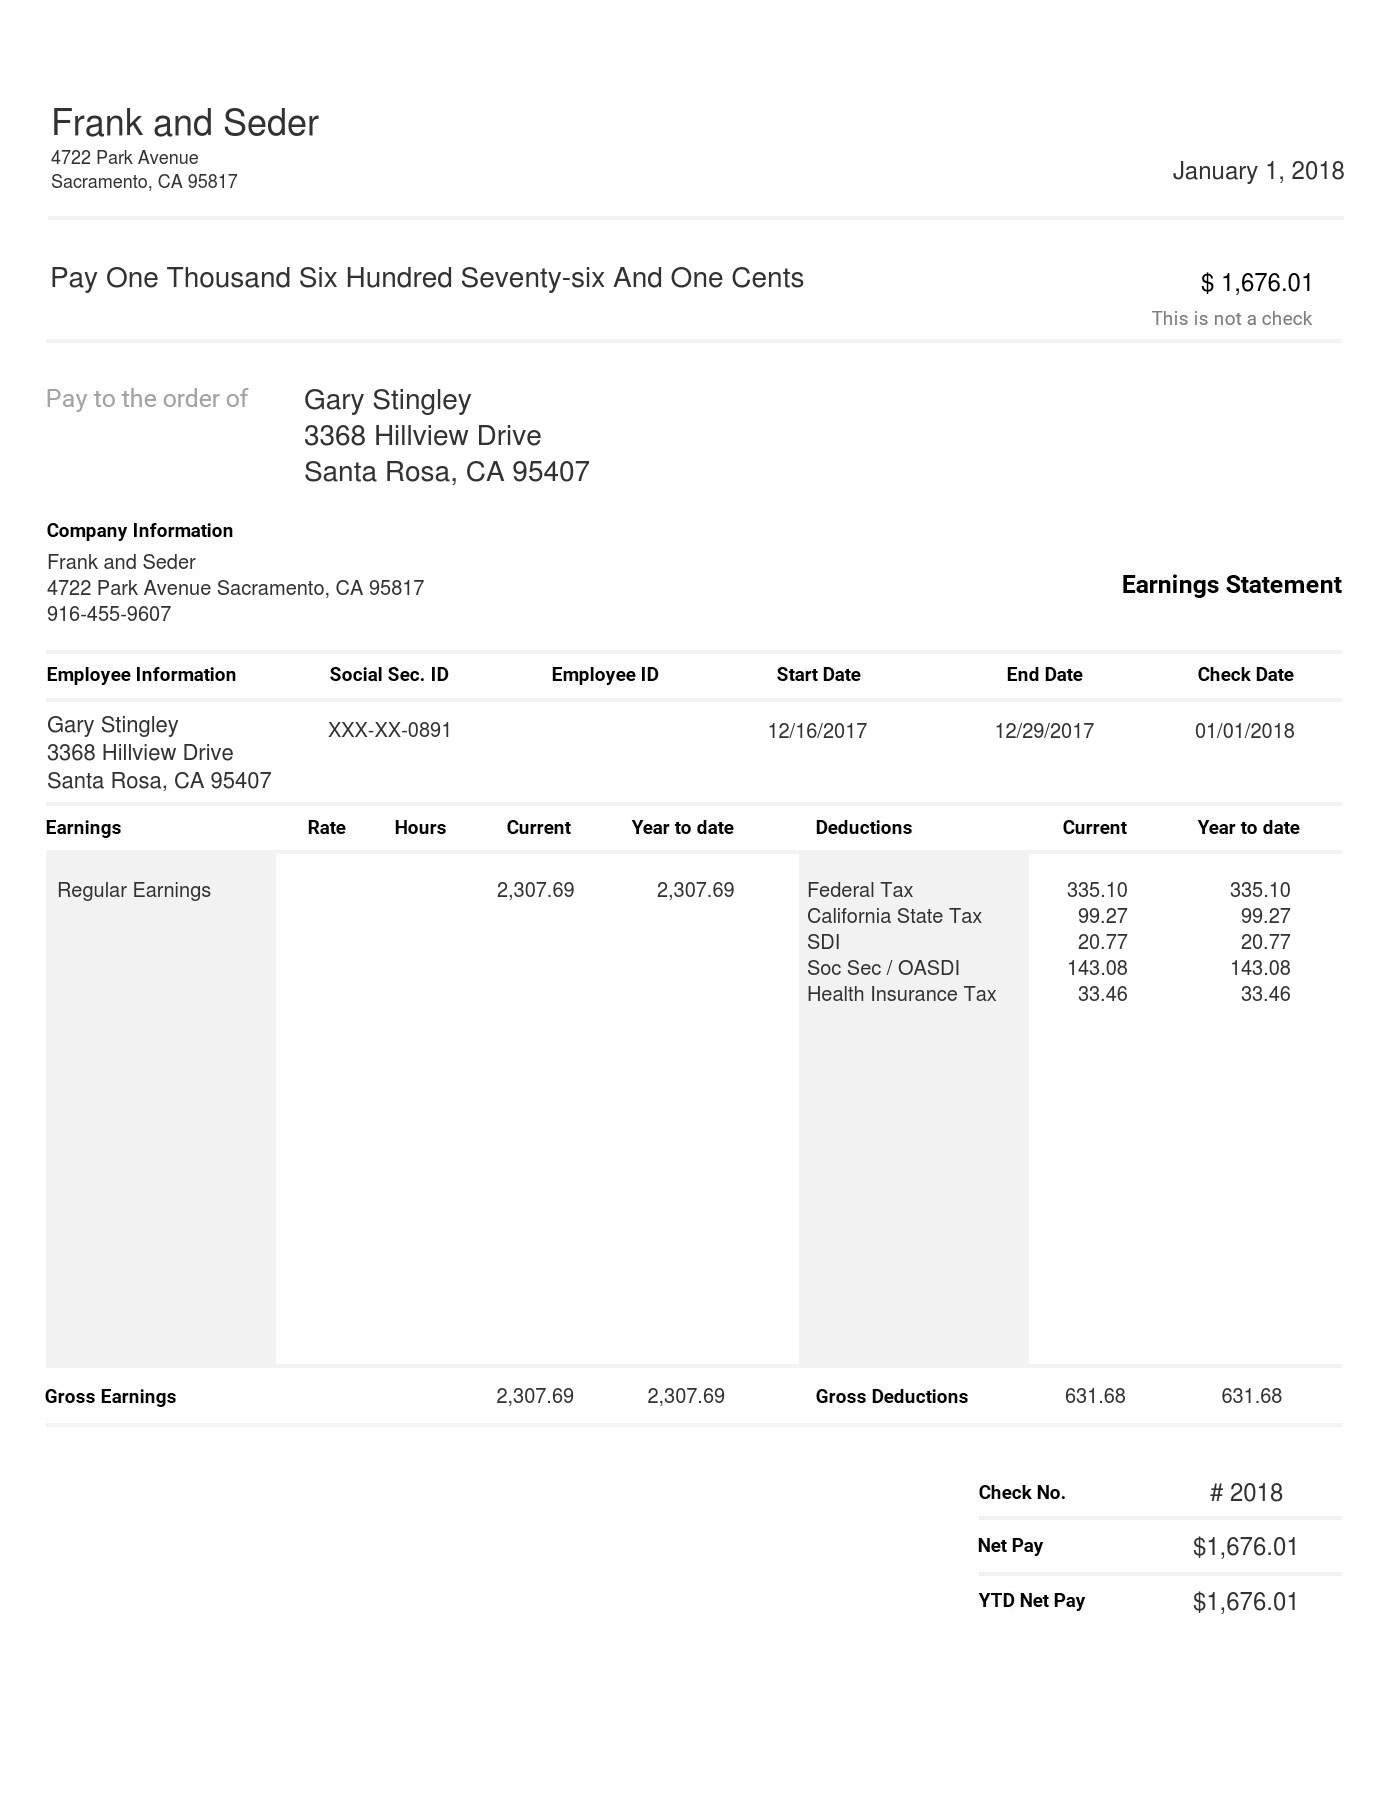 Frank and Seder
4722 Park Avenue
Sacramento, CA 95817
January 1, 2018
Pay One Thousand Six Hundred Seventy-six And One Cents
$ 1,676.01
This is not a check
Pay to the order of
Gary Stingley
3368 Hillview Drive
Santa Rosa, CA 95407
Company Information
Frank and Seder
4722 Park Avenue Sacramento, CA 95817
916-455-9607
Earnings Statement
Employee Information Social Sec. ID Employee ID Start Date End Date Check Date
Gary Stingley XXX-XX-0891 12/16/2017 12/29/2017 01/01/2018
3368 Hillview Drive
Santa Rosa, CA 95407
Earnings Rate Hours Current Year to date Deductions Current Year to date
Regular Earnings 2,307.69 2,307.69 Federal Tax 335.10 335.10
California State Tax 99.27 99.27
SDI 20.77 20.77
Soc Sec / OASDI 143.08 143.08
Health Insurance Tax 33.46 33.46
Gross Earnings 2,307.69 2,307.69 Gross Deductions 631.68 631.68
Check No. # 2018
Net Pay $1,676.01
YTD Net Pay $1,676.01